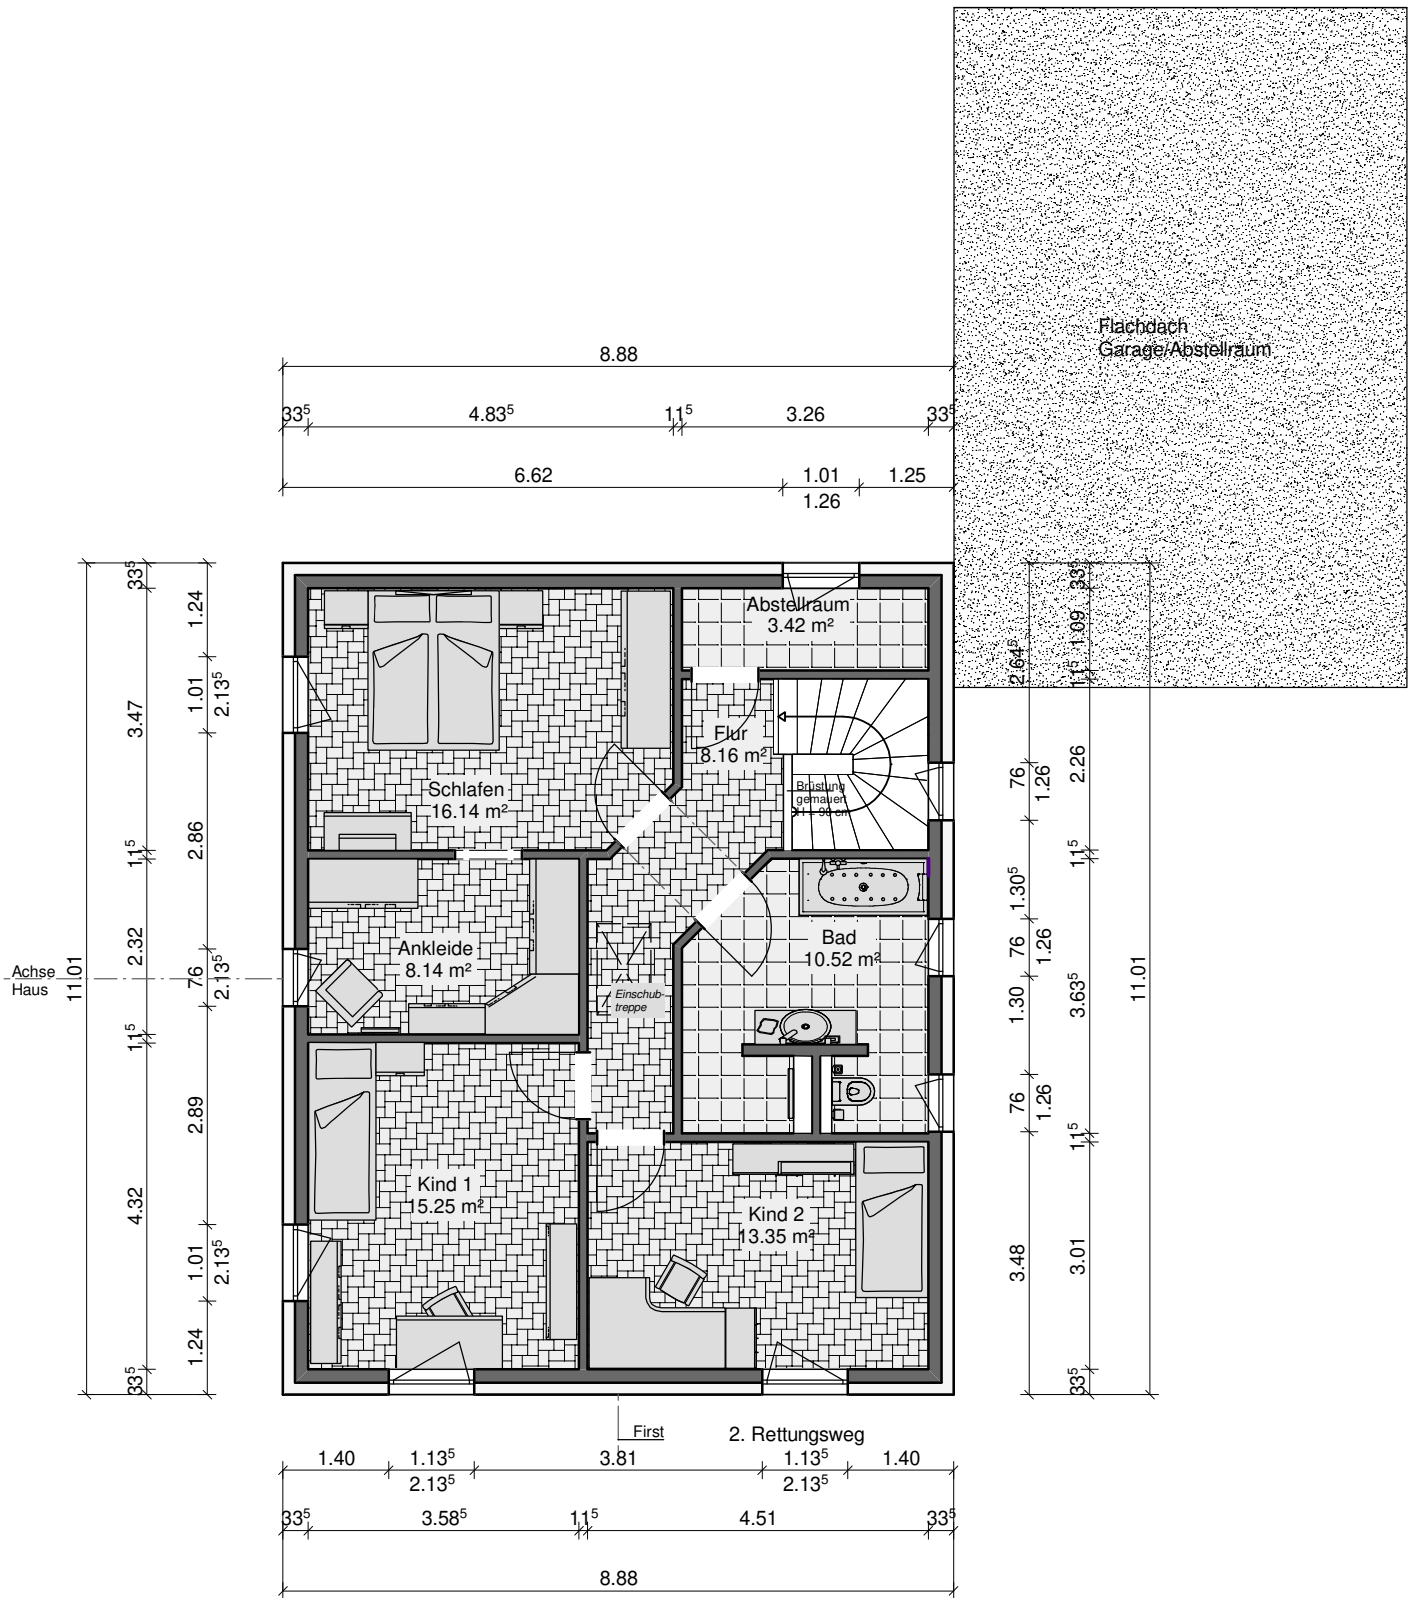 Flachdach
Garage/Abstellraum
8.88
33⁵ 4.83⁵ 11⁵ 3.26 33⁵
6.62 1.01 1.25
1.26
Abstellraum
3.42 m²
Flur
8.16 m²
Schlafen
16.14 m²
Brüstung
gemauert
H = 90 cm
Ankleide
8.14 m²
Bad
10.52 m²
Einschub-
treppe
Kind 1
15.25 m²
Kind 2
13.35 m²
Achse
Haus
11.01
33⁵ 3.47 11⁵ 2.32 11⁵ 4.32 33⁵
1.24 1.01 2.86 76 2.89 1.01 1.24
2.13⁵ 2.13⁵ 2.13⁵
2.64⁵ 76 1.30⁵ 76 1.30 76 3.48
1.26 1.26 1.26
33⁵ 1.09 11⁵ 2.26 11⁵ 3.63⁵ 11⁵ 3.01 33⁵
11.01
First
2. Rettungsweg
1.40 1.13⁵ 3.81 1.13⁵ 1.40
2.13⁵ 2.13⁵
33⁵ 3.58⁵ 11⁵ 4.51 33⁵
8.88